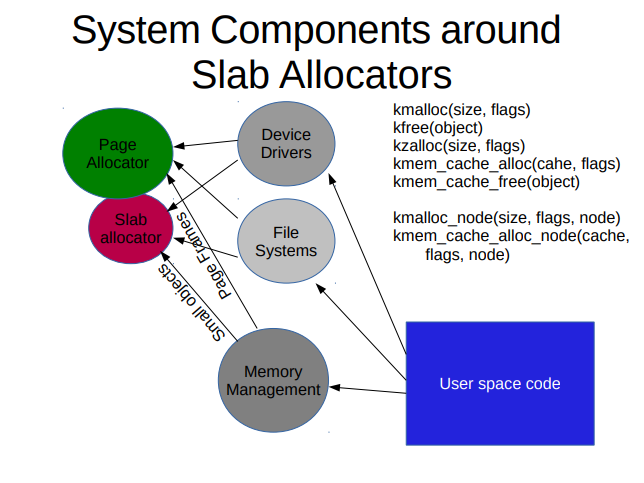 System Components around
Slab Allocators
kmalloc(size, flags)
kfree(object)
kzalloc(size, flags)
kmem_cache_alloc(cahe, flags)
kmem_cache_free(object)
kmalloc_node(size, flags, node)
kmem_cache_alloc_node(cache,
flags, node)
Page
Allocator
Device
Drivers
Slab
allocator
File
Systems
Page Frames
Small objects
Memory
Management
User space code